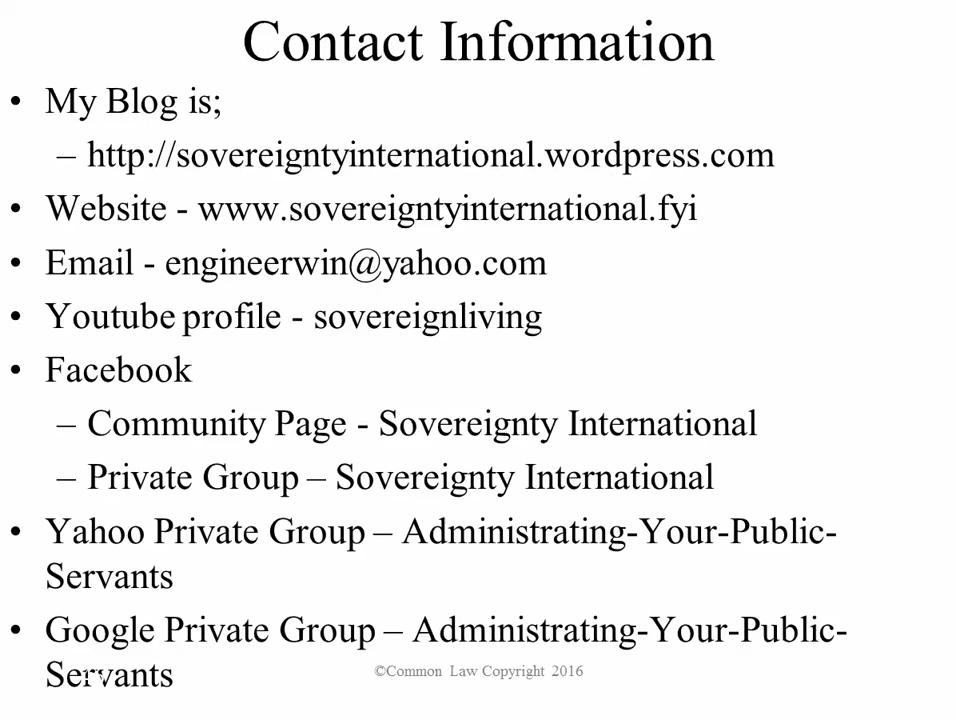 Contact Information
• My Blog is;
– http://sovereigntyinternational.wordpress.com
• Website - www.sovereigntyinternational.fyi
• Email - engineerwin@yahoo.com
• Youtube profile - sovereignliving
• Facebook
– Community Page - Sovereignty International
– Private Group – Sovereignty International
• Yahoo Private Group – Administrating-Your-Public-
Servants
• Google Private Group – Administrating-Your-Public-
Servants
©Common Law Copyright 2016